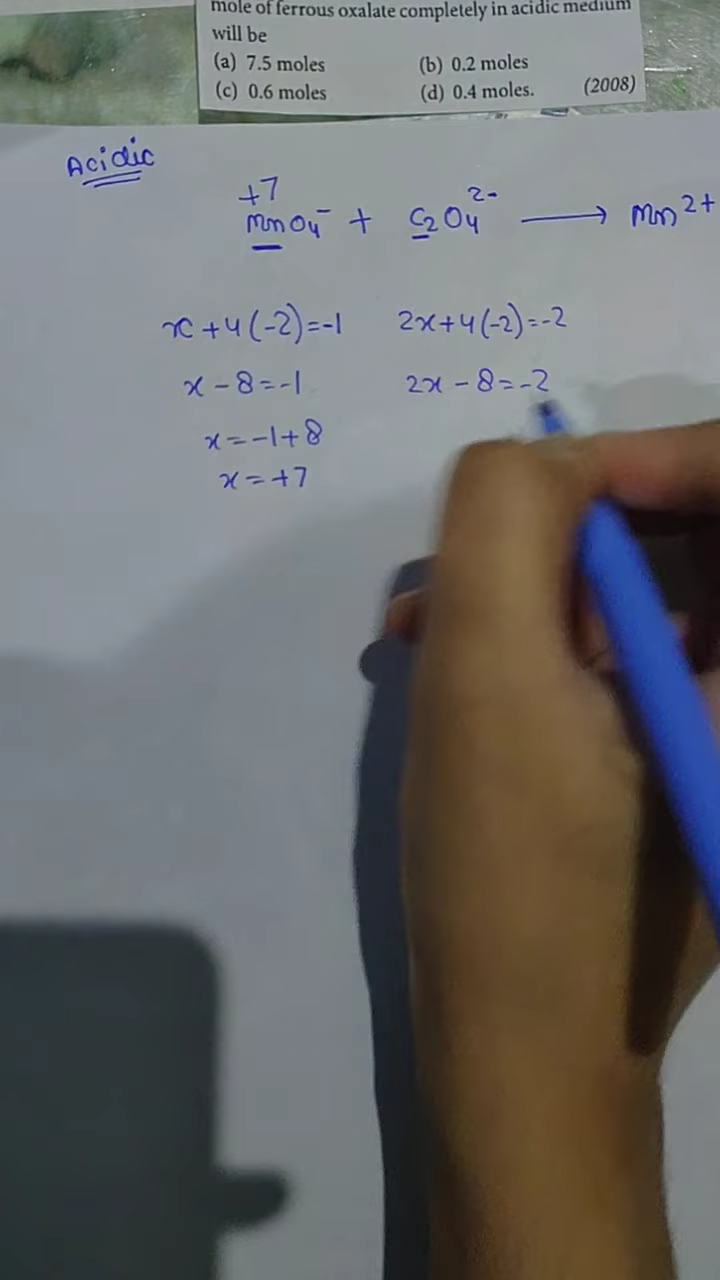 mole of ferrous oxalate completely in acidic medium
will be
(a) 7.5 moles (b) 0.2 moles
(c) 0.6 moles (d) 0.4 moles. (2008)
Acidic
+7
MnO₄⁻ + C₂O₄²⁻ ⟶ Mn²⁺
x+4(-2)=-1 2x+4(-2)=-2
x-8=-1 2x-8=-2
x=-1+8
x=+7